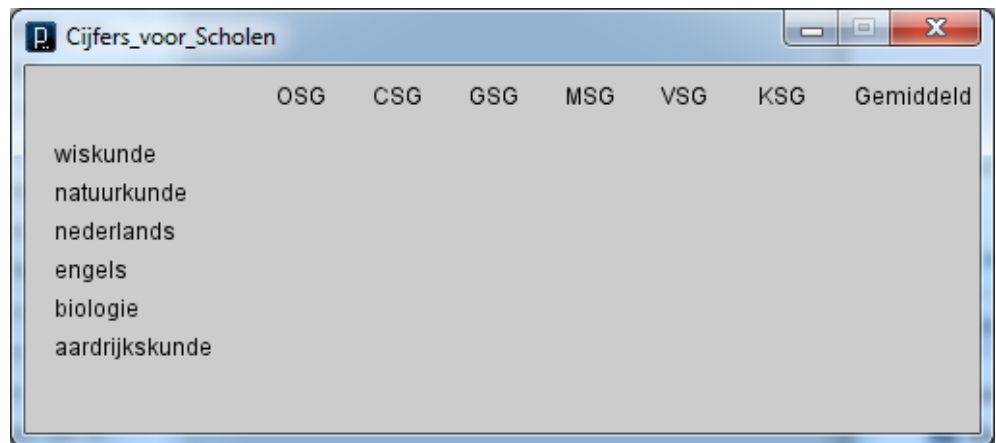 Cijfers_voor_Scholen
OSG CSG GSG MSG VSG KSG Gemiddeld
wiskunde
natuurkunde
nederlands
engels
biologie
aardrijkskunde